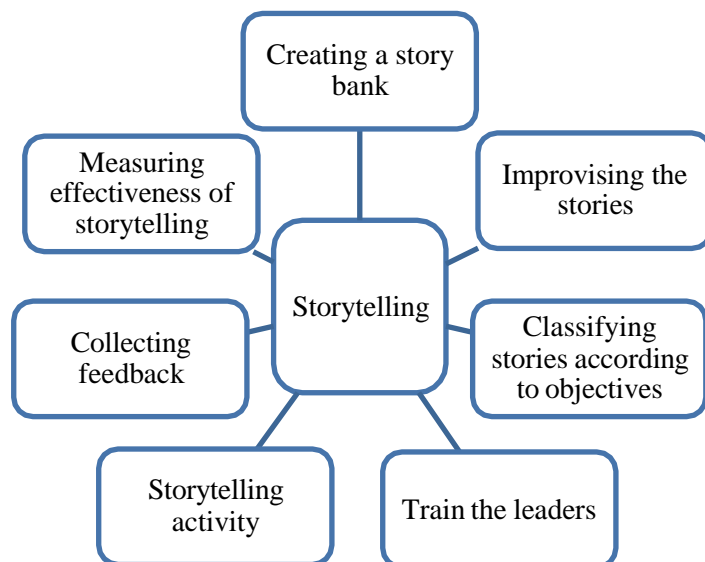 Creating a story
bank
Measuring
effectiveness of
storytelling
Improvising the
stories
Storytelling
Collecting
feedback
Classifying
stories according
to objectives
Storytelling
activity
Train the leaders